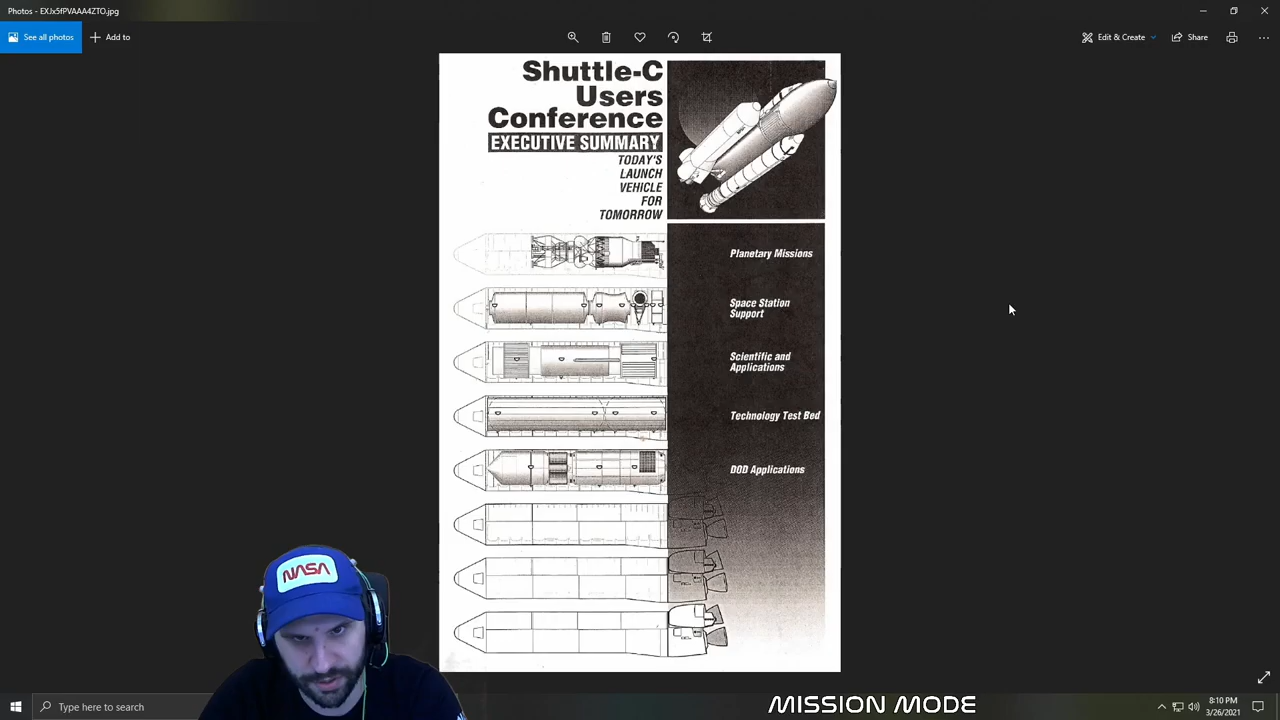 Photos - EXJx5fPVAAA4ZTO.jpg
See all photos
Add to
Edit & Create
Share
Shuttle-C
Users
Conference
EXECUTIVE SUMMARY
TODAY'S
LAUNCH
VEHICLE
FOR
TOMORROW
Planetary Missions
Space Station
Support
Scientific and
Applications
Technology Test Bed
DOD Applications
NASA
MISSION MODE
Type here to search
8:10 PM
3/26/2021